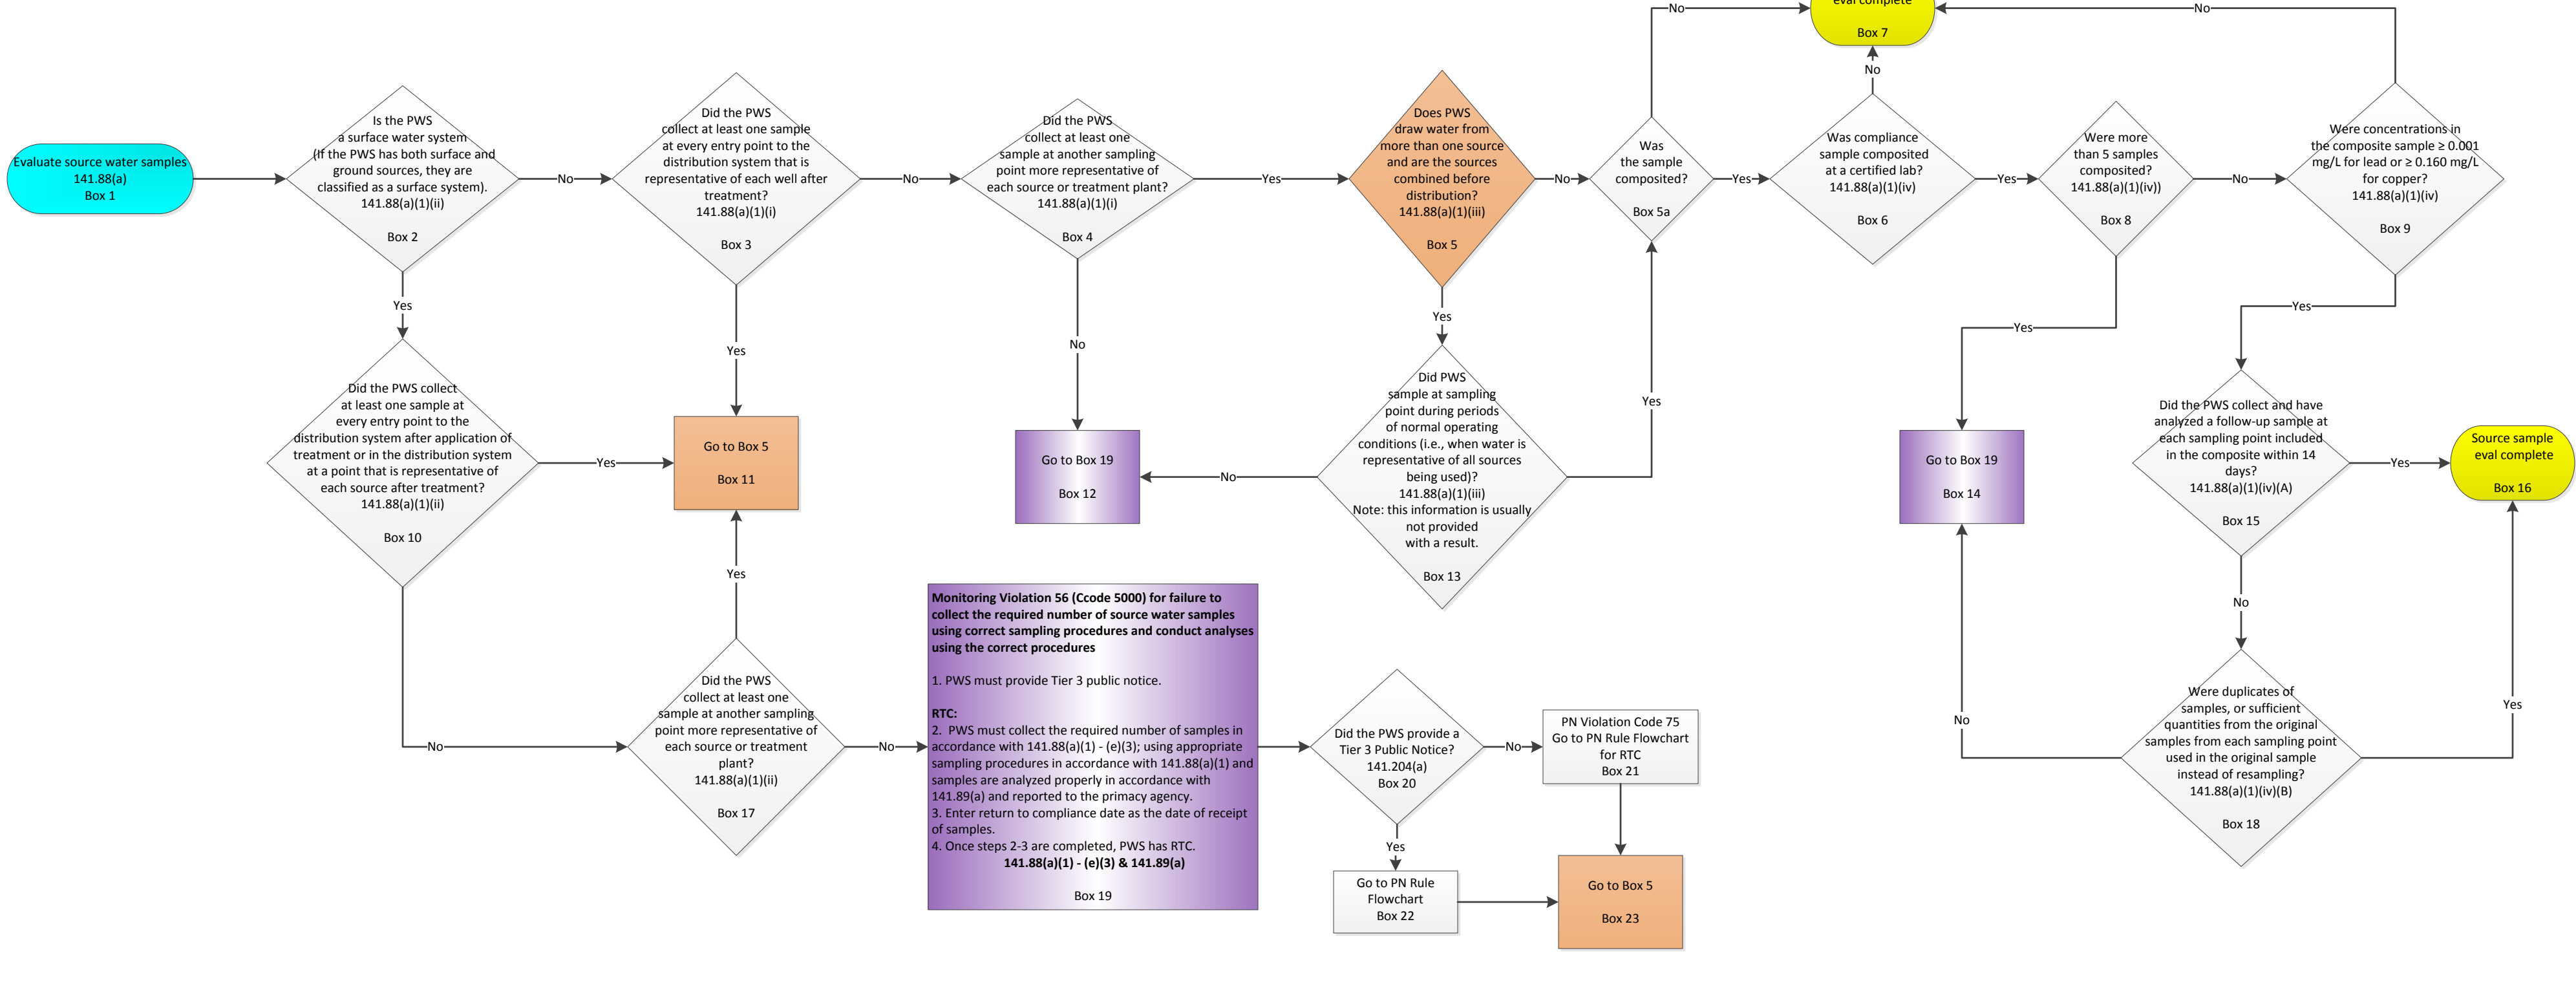 eval complete
Box 7
No
No
No
Evaluate source water samples
141.88(a)
Box 1
Is the PWS
a surface water system
(If the PWS has both surface and
ground sources, they are
classified as a surface system).
141.88(a)(1)(ii)
Box 2
No
Yes
Did the PWS
collect at least one sample
at every entry point to the
distribution system that is
representative of each well after
treatment?
141.88(a)(1)(i)
Box 3
No
Yes
Did the PWS
collect at least one
sample at another sampling
point more representative of
each source or treatment plant?
141.88(a)(1)(i)
Box 4
Yes
No
Does PWS
draw water from
more than one source
and are the sources
combined before
distribution?
141.88(a)(1)(iii)
Box 5
No
Yes
Was
the sample
composited?
Box 5a
Yes
Was compliance
sample composited
at a certified lab?
141.88(a)(1)(iv)
Box 6
Yes
Were more
than 5 samples
composited?
141.88(a)(1)(iv))
Box 8
No
Yes
Were concentrations in
the composite sample ≥ 0.001
mg/L for lead or ≥ 0.160 mg/L
for copper?
141.88(a)(1)(iv)
Box 9
Yes
Did the PWS collect
at least one sample at
every entry point to the
distribution system after application of
treatment or in the distribution system
at a point that is representative of
each source after treatment?
141.88(a)(1)(ii)
Box 10
Yes
No
Go to Box 5
Box 11
Yes
Go to Box 19
Box 12
No
Did PWS
sample at sampling
point during periods
of normal operating
conditions (i.e., when water is
representative of all sources
being used)?
141.88(a)(1)(iii)
Note: this information is usually
not provided
with a result.
Box 13
Yes
Go to Box 19
Box 14
Did the PWS collect and have
analyzed a follow-up sample at
each sampling point included
in the composite within 14
days?
141.88(a)(1)(iv)(A)
Box 15
Yes
No
Source sample
eval complete
Box 16
Did the PWS
collect at least one
sample at another sampling
point more representative of
each source or treatment
plant?
141.88(a)(1)(ii)
Box 17
No
Monitoring Violation 56 (Ccode 5000) for failure to
collect the required number of source water samples
using correct sampling procedures and conduct analyses
using the correct procedures
1. PWS must provide Tier 3 public notice.
RTC:
2.  PWS must collect the required number of samples in
accordance with 141.88(a)(1) - (e)(3); using appropriate
sampling procedures in accordance with 141.88(a)(1) and
samples are analyzed properly in accordance with
141.89(a) and reported to the primacy agency.
3. Enter return to compliance date as the date of receipt
of samples.
4. Once steps 2-3 are completed, PWS has RTC.
141.88(a)(1) - (e)(3) & 141.89(a)
Box 19
Did the PWS provide a
Tier 3 Public Notice?
141.204(a)
Box 20
No
Yes
PN Violation Code 75
Go to PN Rule Flowchart
for RTC
Box 21
Go to PN Rule
Flowchart
Box 22
Go to Box 5
Box 23
Were duplicates of
samples, or sufficient
quantities from the original
samples from each sampling point
used in the original sample
instead of resampling?
141.88(a)(1)(iv)(B)
Box 18
No
Yes